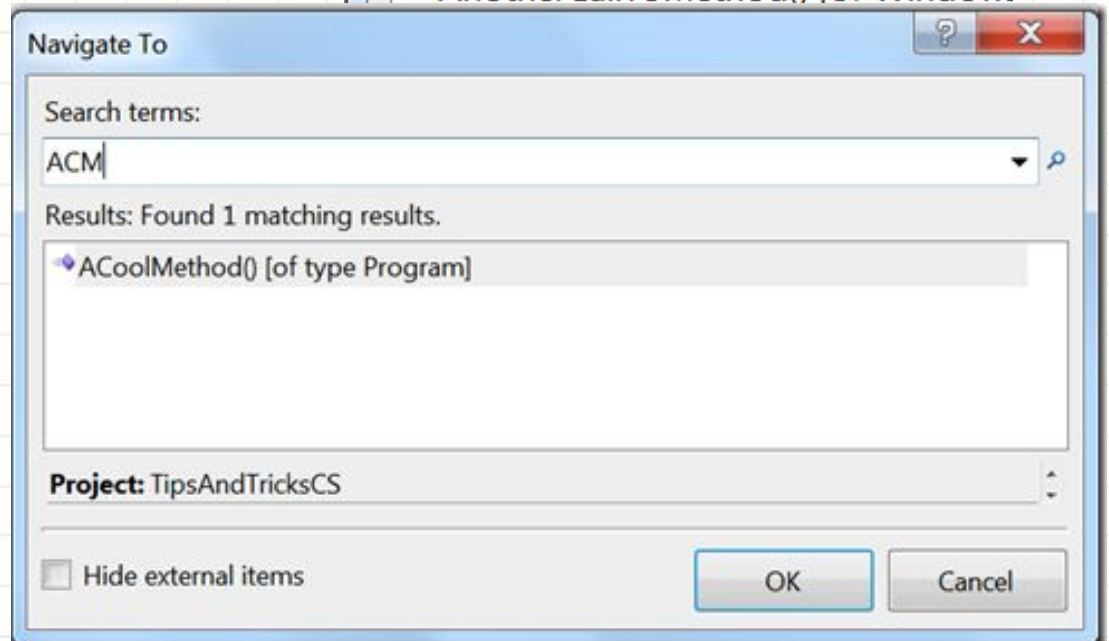 Navigate To
Search terms:
ACM
Results: Found 1 matching results.
ACoolMethod() [of type Program]
Project: TipsAndTricksCS
Hide external items
OK
Cancel